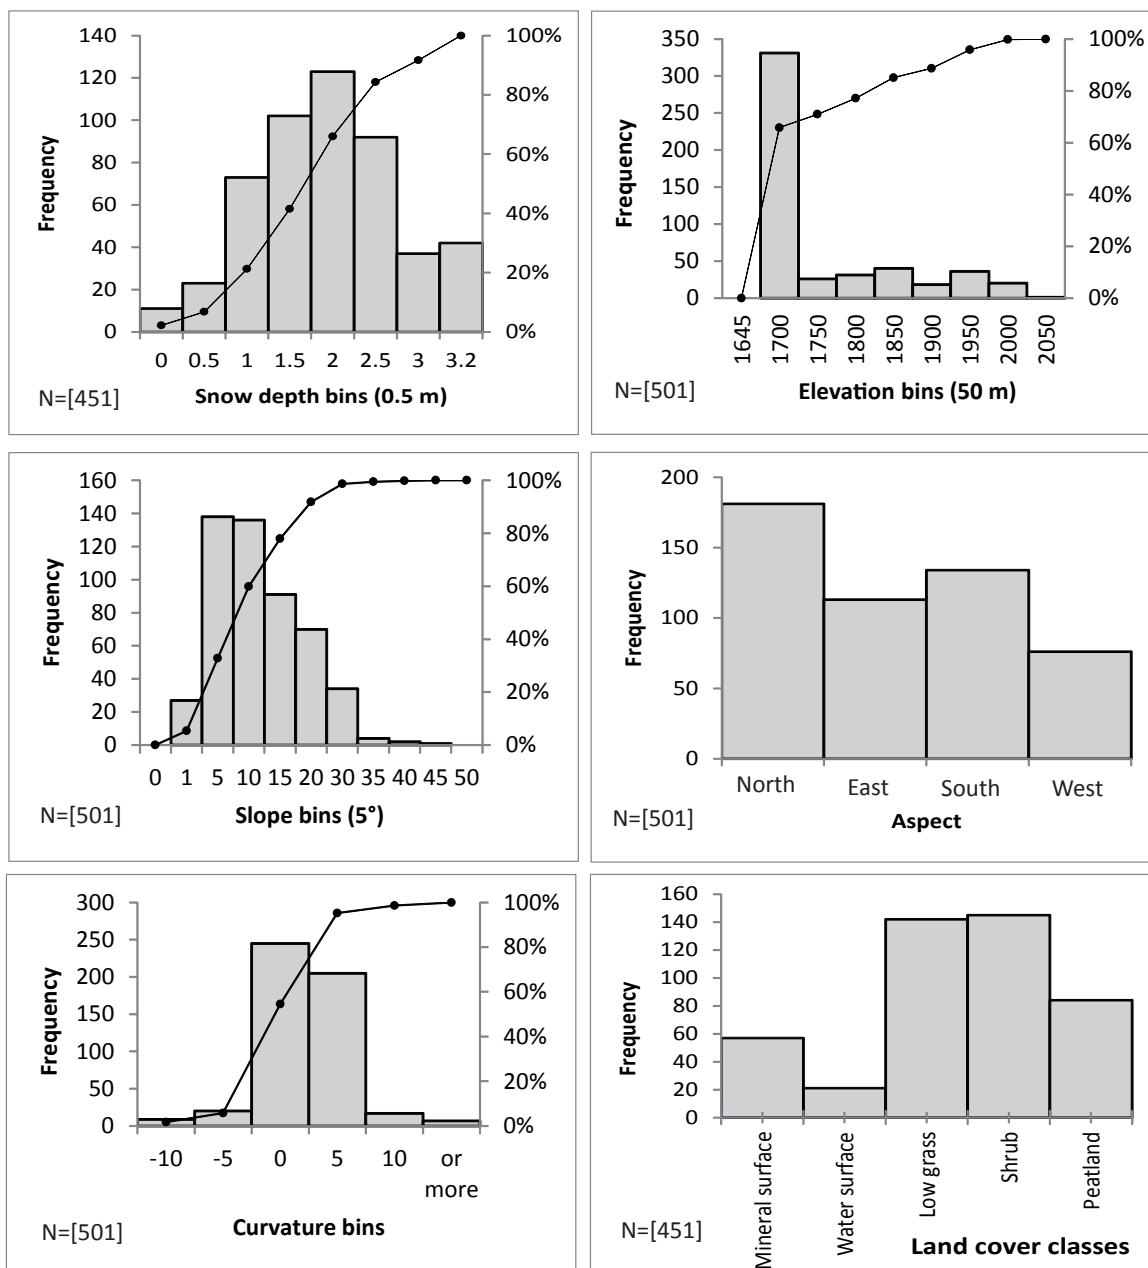 140
120
100
80
60
40
20
0
100%
80%
60%
40%
20%
0%
Frequency
0 0.5 1 1.5 2 2.5 3 3.2
N=[451]
Snow depth bins (0.5 m)
350
300
250
200
150
100
50
0
100%
80%
60%
40%
20%
0%
Frequency
1645 1700 1750 1800 1850 1900 1950 2000 2050
N=[501]
Elevation bins (50 m)
160
140
120
100
80
60
40
20
0
100%
80%
60%
40%
20%
0%
Frequency
0 1 5 10 15 20 30 35 40 45 50
N=[501]
Slope bins (5°)
200
150
100
50
0
Frequency
North East South West
N=[501]
Aspect
300
250
200
150
100
50
0
100%
80%
60%
40%
20%
0%
Frequency
-10 -5 0 5 10 or
more
N=[501]
Curvature bins
160
140
120
100
80
60
40
20
0
Frequency
Mineral surface
Water surface
Low grass
Shrub
Peatland
N=[451]
Land cover classes